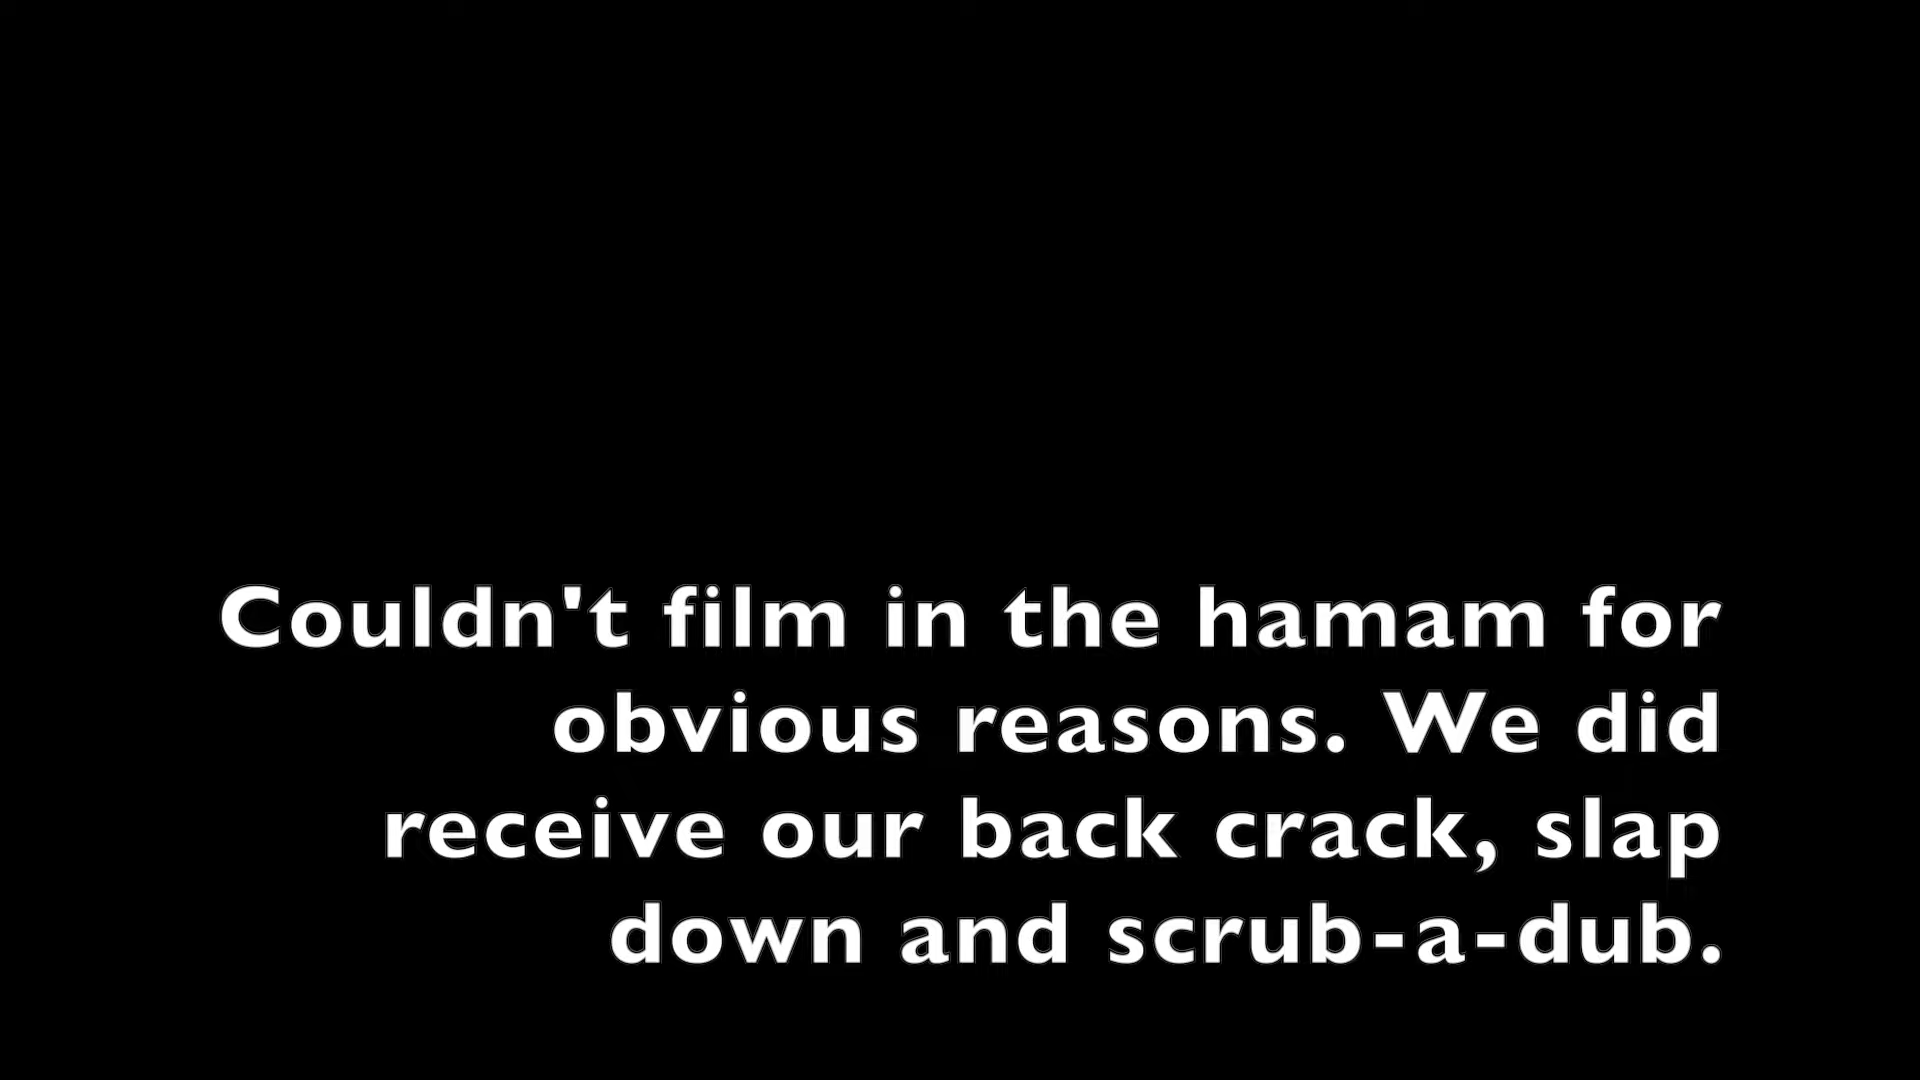 Couldn't film in the hamam for
obvious reasons. We did
receive our back crack, slap
down and scrub-a-dub.